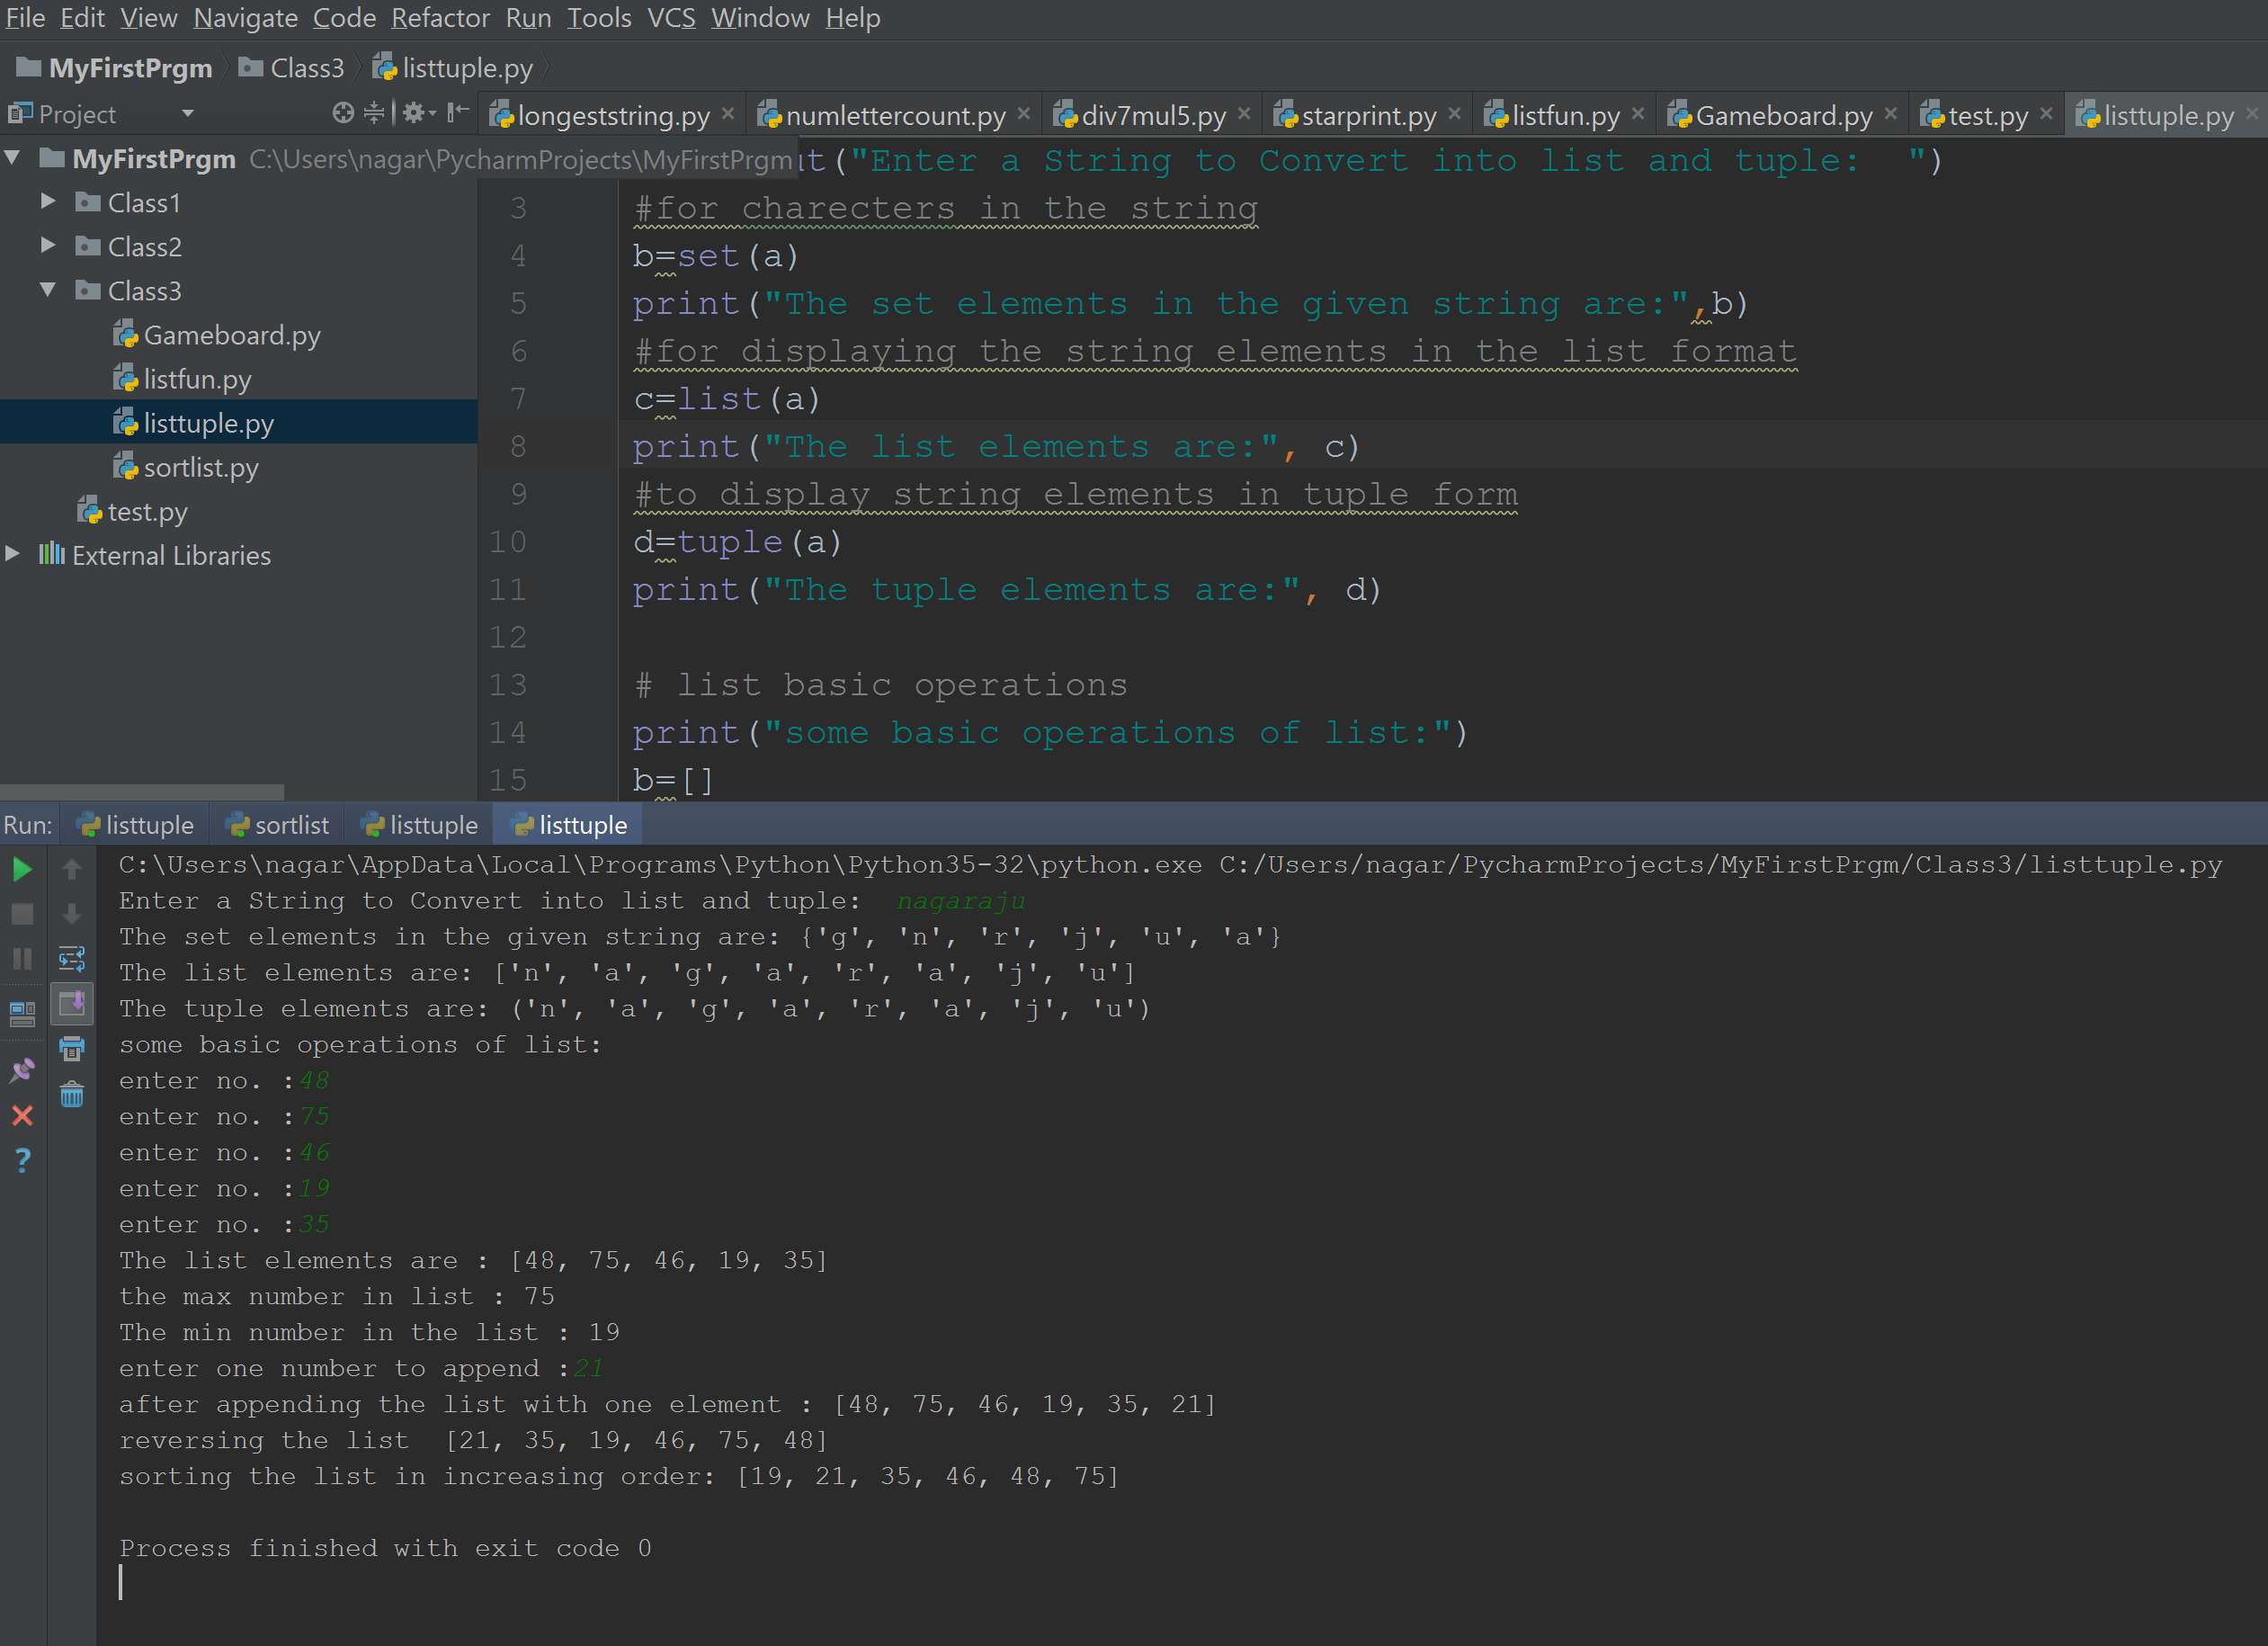 File Edit View Navigate Code Refactor Run Tools VCS Window Help
MyFirstPrgm Class3 listtuple.py
Project
longeststring.py numlettercount.py div7mul5.py starprint.py listfun.py Gameboard.py test.py listtuple.py
MyFirstPrgm C:\Users\nagar\PycharmProjects\MyFirstPrgm
Class1
Class2
Class3
Gameboard.py
listfun.py
listtuple.py
sortlist.py
test.py
External Libraries
ut("Enter a String to Convert into list and tuple:  ")
3 #for charecters in the string
4 b=set(a)
5 print("The set elements in the given string are:",b)
6 #for displaying the string elements in the list format
7 c=list(a)
8 print("The list elements are:", c)
9 #to display string elements in tuple form
10 d=tuple(a)
11 print("The tuple elements are:", d)
12
13 # list basic operations
14 print("some basic operations of list:")
15 b=[]
Run: listtuple sortlist listtuple listtuple
C:\Users\nagar\AppData\Local\Programs\Python\Python35-32\python.exe C:/Users/nagar/PycharmProjects/MyFirstPrgm/Class3/listtuple.py
Enter a String to Convert into list and tuple:  nagaraju
The set elements in the given string are: {'g', 'n', 'r', 'j', 'u', 'a'}
The list elements are: ['n', 'a', 'g', 'a', 'r', 'a', 'j', 'u']
The tuple elements are: ('n', 'a', 'g', 'a', 'r', 'a', 'j', 'u')
some basic operations of list:
enter no. :48
enter no. :75
enter no. :46
enter no. :19
enter no. :35
The list elements are : [48, 75, 46, 19, 35]
the max number in list : 75
The min number in the list : 19
enter one number to append :21
after appending the list with one element : [48, 75, 46, 19, 35, 21]
reversing the list  [21, 35, 19, 46, 75, 48]
sorting the list in increasing order: [19, 21, 35, 46, 48, 75]
Process finished with exit code 0